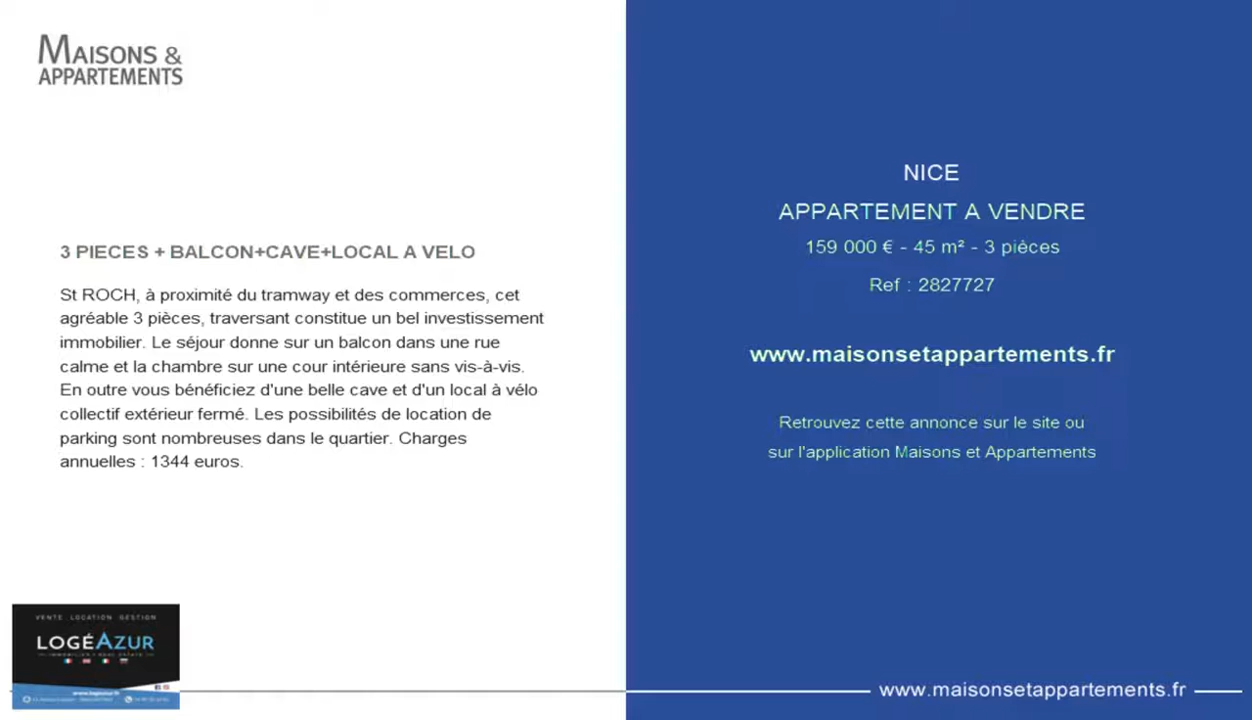 MAISONS &
APPARTEMENTS
3 PIECES + BALCON+CAVE+LOCAL A VELO
St ROCH, à proximité du tramway et des commerces, cet
agréable 3 pièces, traversant constitue un bel investissement
immobilier. Le séjour donne sur un balcon dans une rue
calme et la chambre sur une cour intérieure sans vis-à-vis.
En outre vous bénéficiez d'une belle cave et d'un local à vélo
collectif extérieur fermé. Les possibilités de location de
parking sont nombreuses dans le quartier. Charges
annuelles : 1344 euros.
VENTE LOCATION GESTION
LOGÉAZUR
NICE
APPARTEMENT A VENDRE
159 000 € - 45 m² - 3 pièces
Ref : 2827727
www.maisonsetappartements.fr
Retrouvez cette annonce sur le site ou
sur l'application Maisons et Appartements
www.maisonsetappartements.fr